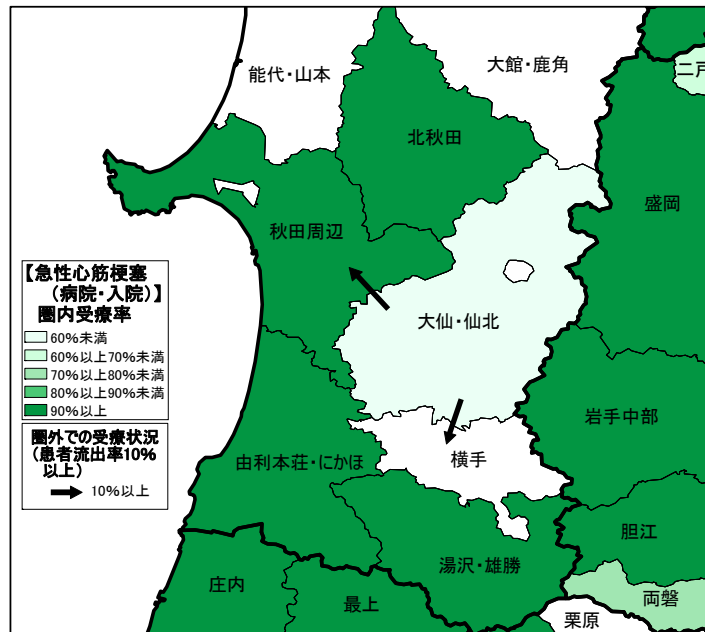 能代・山本
大館・鹿角
二戸
北秋田
盛岡
秋田周辺
【急性心筋梗塞
（病院・入院）】
圏内受療率
60%未満
60%以上70%未満
70%以上80%未満
80%以上90%未満
90%以上
大仙・仙北
岩手中部
圏外での受療状況
（患者流出率10%
以上）
10%以上
由利本荘・にかほ
横手
胆江
湯沢・雄勝
庄内
最上
両磐
栗原